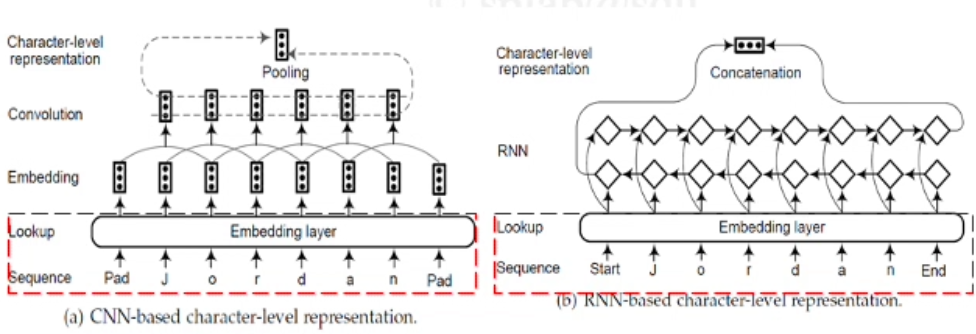 Character-level
representation
Pooling
Convolution
Embedding
Lookup
Embedding layer
Sequence
Pad J o r d a n Pad
(a) CNN-based character-level representation.
Character-level
representation
Concatenation
RNN
Lookup
Embedding layer
Sequence
Start J o r d a n End
(b) RNN-based character-level representation.